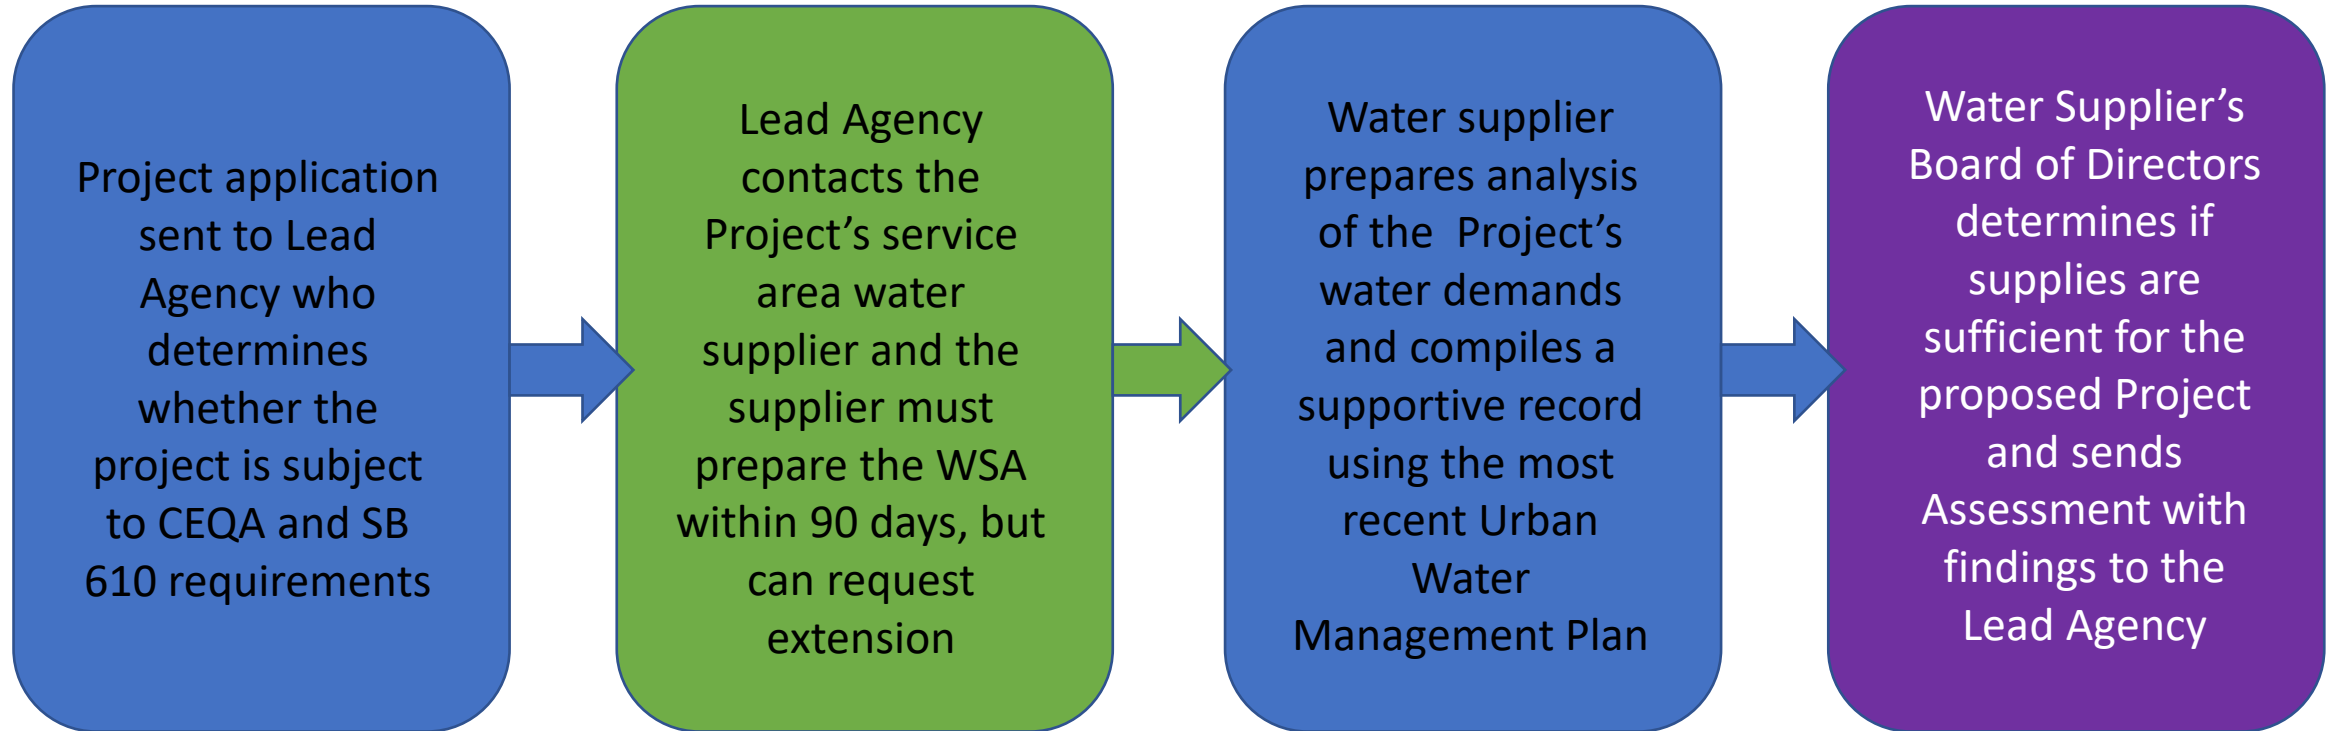 Project application
sent to Lead
Agency who
determines
whether the
project is subject
to CEQA and SB
610 requirements
Lead Agency
contacts the
Project’s service
area water
supplier and the
supplier must
prepare the WSA
within 90 days, but
can request
extension
Water supplier
prepares analysis
of the  Project’s
water demands
and compiles a
supportive record
using the most
recent Urban
Water
Management Plan
Water Supplier’s
Board of Directors
determines if
supplies are
sufficient for the
proposed Project
and sends
Assessment with
findings to the
Lead Agency